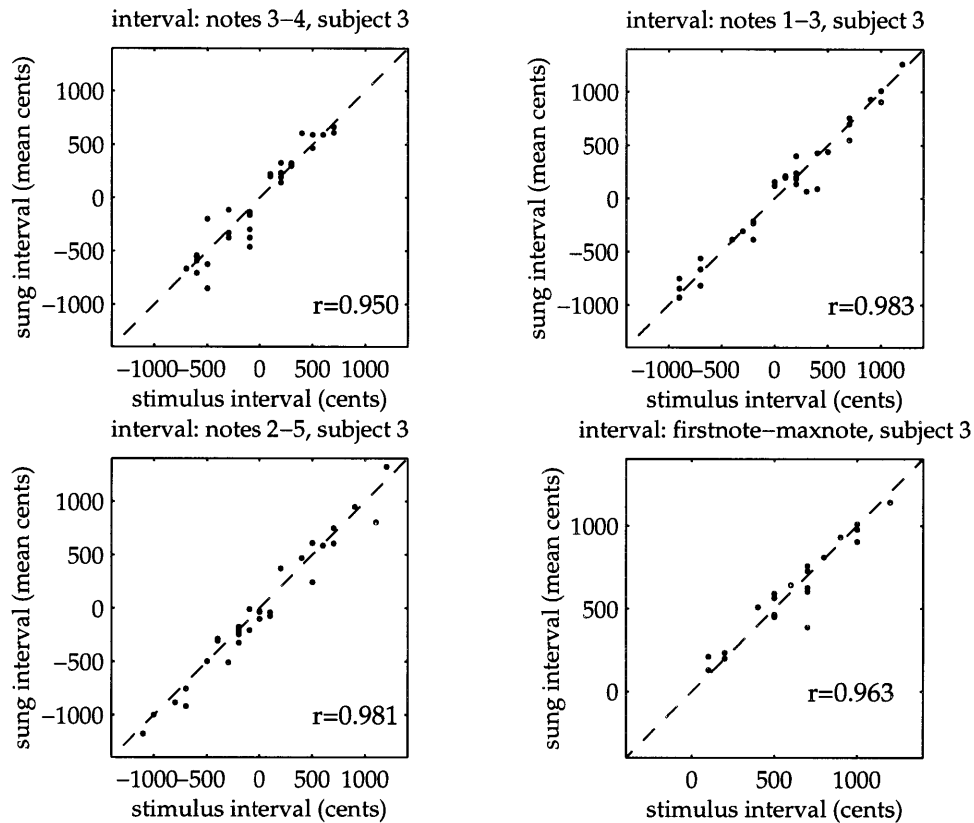 interval: notes 3–4, subject 3
sung interval (mean cents)
1000
500
0
−500
−1000
r=0.950
−1000−500 0 500 1000
stimulus interval (cents)
interval: notes 1–3, subject 3
sung interval (mean cents)
1000
500
0
−500
−1000
r=0.983
−1000−500 0 500 1000
stimulus interval (cents)
interval: notes 2–5, subject 3
sung interval (mean cents)
1000
500
0
−500
−1000
r=0.981
−1000−500 0 500 1000
stimulus interval (cents)
interval: firstnote–maxnote, subject 3
sung interval (mean cents)
1000
500
0
r=0.963
0 500 1000
stimulus interval (cents)